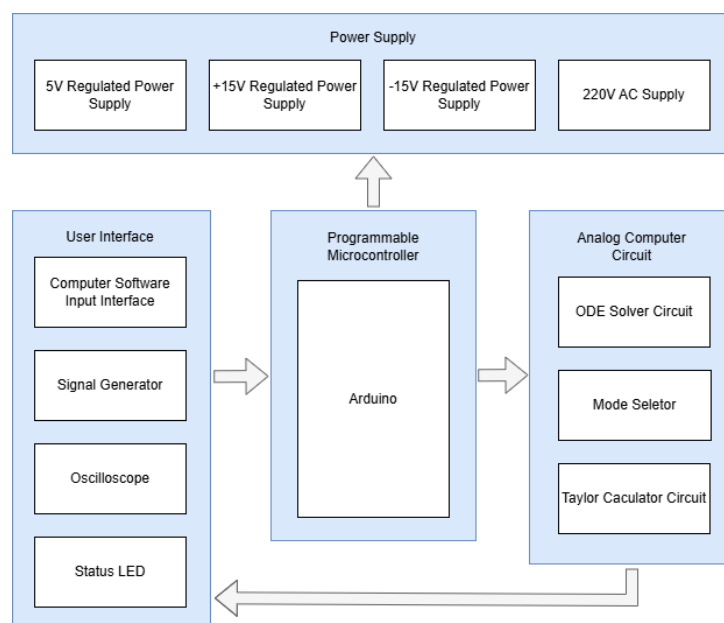 Power Supply
5V Regulated Power
Supply
+15V Regulated Power
Supply
-15V Regulated Power
Supply
220V AC Supply
User Interface
Computer Software
Input Interface
Signal Generator
Oscilloscope
Status LED
Programmable
Microcontroller
Arduino
Analog Computer
Circuit
ODE Solver Circuit
Mode Seletor
Taylor Caculator Circuit